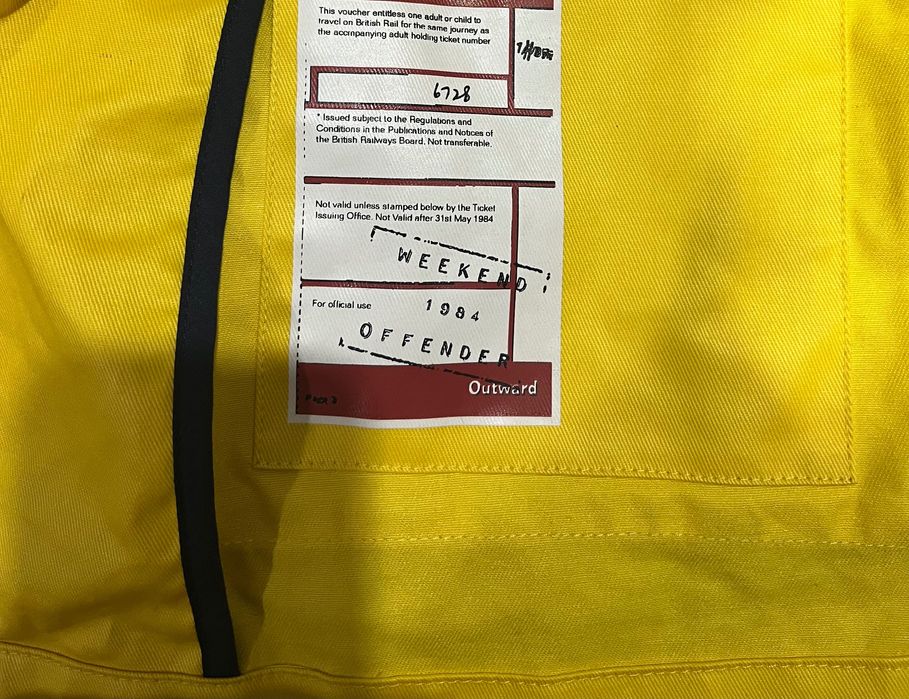 This voucher entitless one adult or child to
travel on British Rail for the same journey as
the accmpanying adult holding ticket number
6728
* Issued subject to the Regulations and
Conditions in the Publications and Notices of
the British Railways Board. Not transferable.
Not valid unless stamped below by the Ticket
Issuing Office. Not Valid after 31st May 1984
WEEKEND
For official use
1984
OFFENDER
Outward